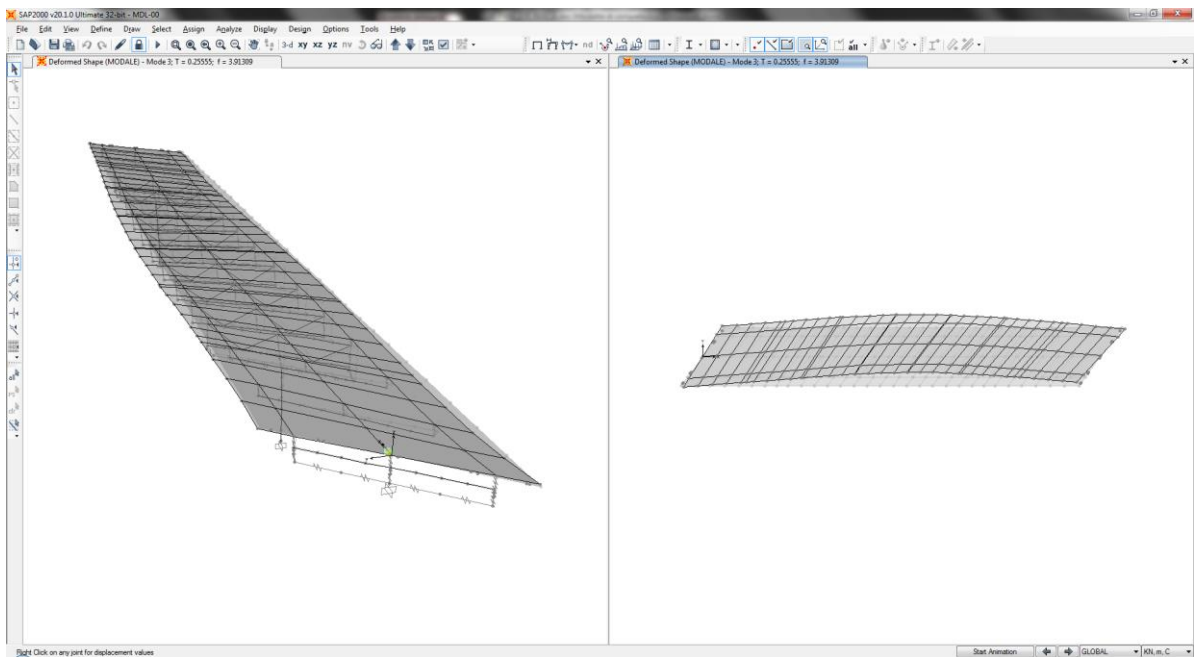 SAP2000 v20.1.0 Ultimate 32-bit - MDL-00
File Edit View Define Draw Select Assign Analyze Display Design Options Tools Help
3-d xy xz yz nv
nd
all
Deformed Shape (MODALE) - Mode 3; T = 0.25555; f = 3.91309
Deformed Shape (MODALE) - Mode 3; T = 0.25555; f = 3.91309
Right Click on any joint for displacement values
Start Animation
GLOBAL
KN, m, C